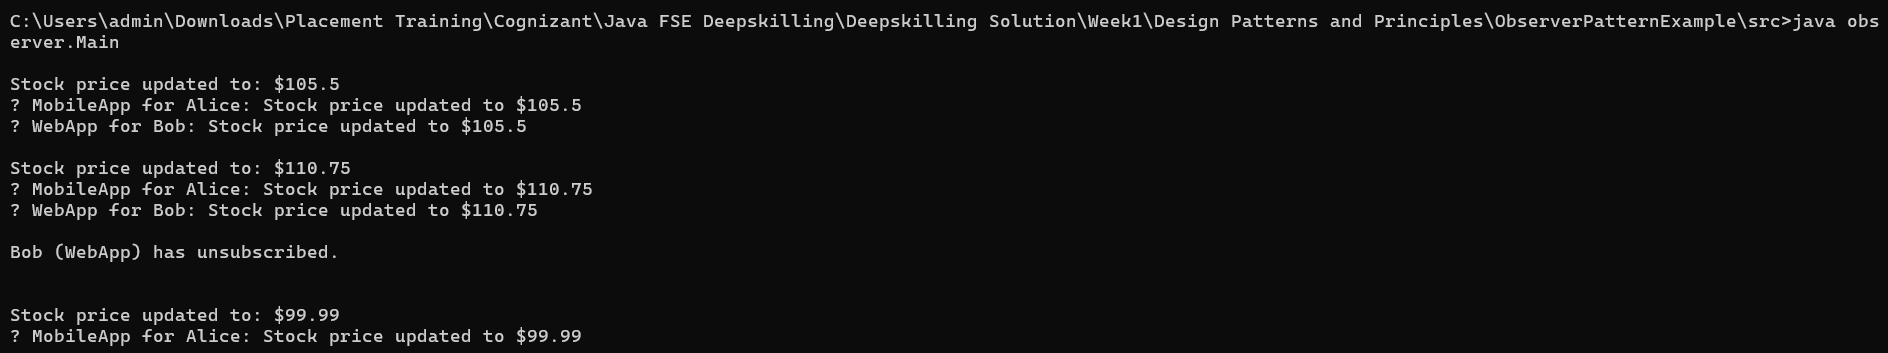 C:\Users\admin\Downloads\Placement Training\Cognizant\Java FSE Deepskilling\Deepskilling Solution\Week1\Design Patterns and Principles\ObserverPatternExample\src>java obs
erver.Main
Stock price updated to: $105.5
? MobileApp for Alice: Stock price updated to $105.5
? WebApp for Bob: Stock price updated to $105.5
Stock price updated to: $110.75
? MobileApp for Alice: Stock price updated to $110.75
? WebApp for Bob: Stock price updated to $110.75
Bob (WebApp) has unsubscribed.
Stock price updated to: $99.99
? MobileApp for Alice: Stock price updated to $99.99